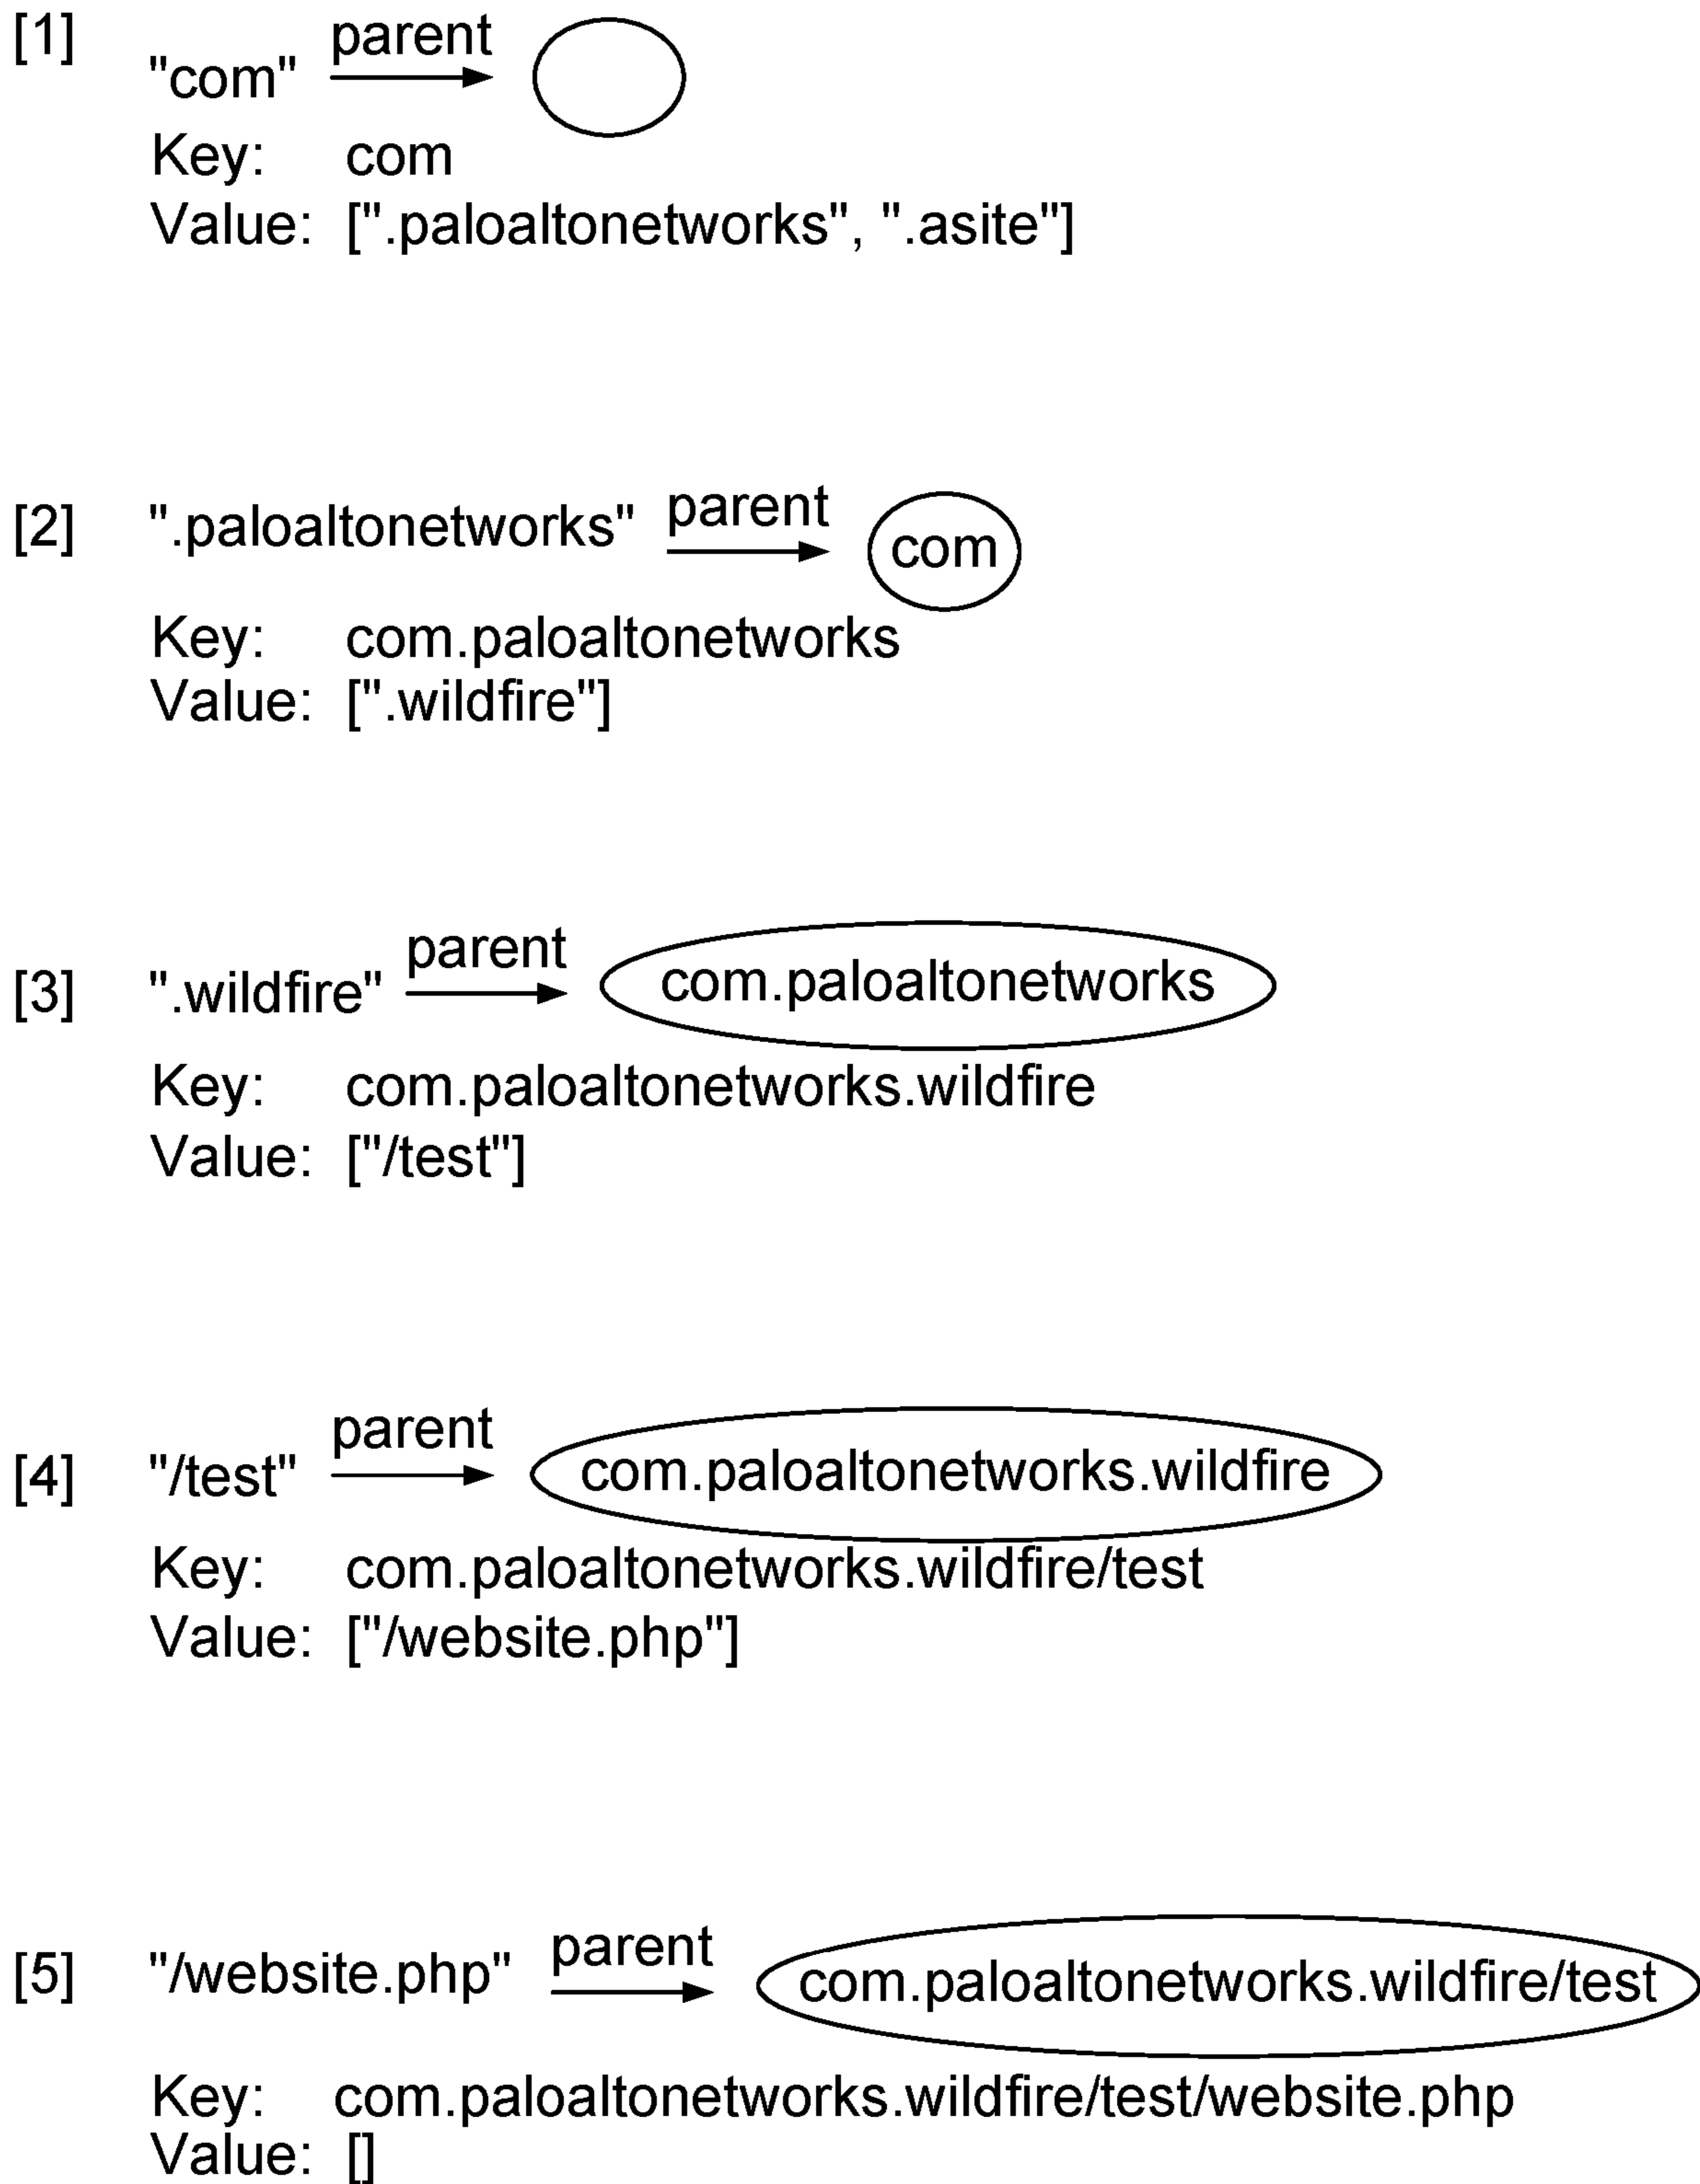 [1] "com" parent
Key: com
Value: [".paloaltonetworks", ".asite"]
[2] ".paloaltonetworks" parent com
Key: com.paloaltonetworks
Value: [".wildfire"]
[3] ".wildfire" parent com.paloaltonetworks
Key: com.paloaltonetworks.wildfire
Value: ["/test"]
[4] "/test" parent com.paloaltonetworks.wildfire
Key: com.paloaltonetworks.wildfire/test
Value: ["/website.php"]
[5] "/website.php" parent com.paloaltonetworks.wildfire/test
Key: com.paloaltonetworks.wildfire/test/website.php
Value: []